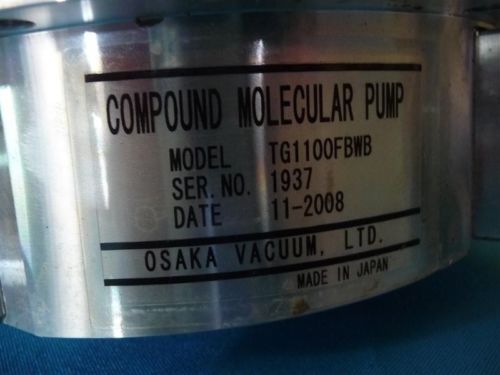 COMPOUND MOLECULAR PUMP
MODEL TG1100FBWB
SER. NO. 1937
DATE 11-2008
OSAKA VACUUM, LTD.
MADE IN JAPAN